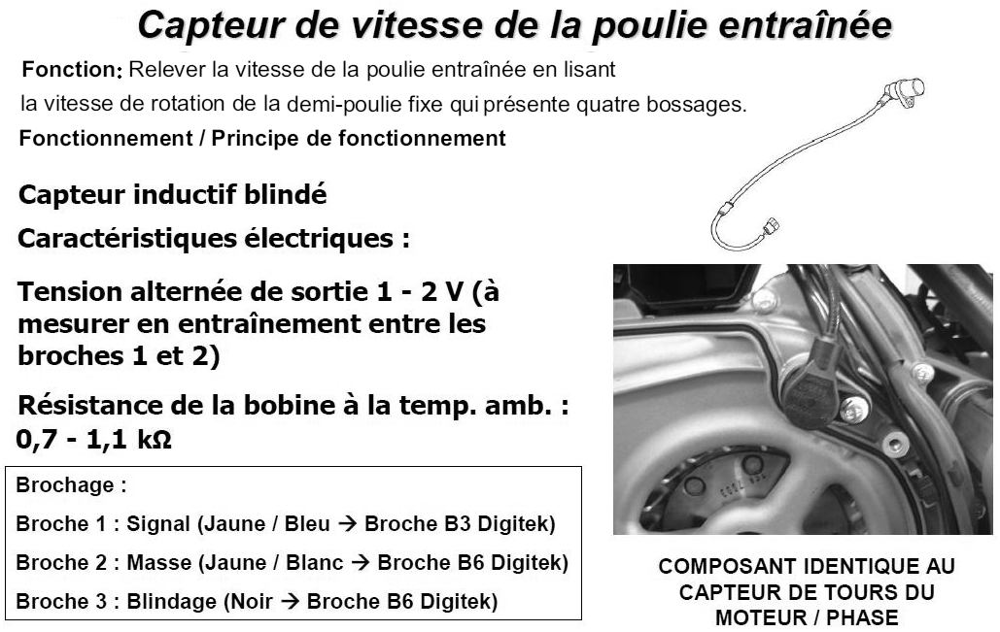 Capteur de vitesse de la poulie entraînée
Fonction: Relever la vitesse de la poulie entraînée en lisant
la vitesse de rotation de la demi-poulie fixe qui présente quatre bossages.
Fonctionnement / Principe de fonctionnement
Capteur inductif blindé
Caractéristiques électriques :
Tension alternée de sortie 1 - 2 V (à
mesurer en entraînement entre les
broches 1 et 2)
Résistance de la bobine à la temp. amb. :
0,7 - 1,1 kΩ
Brochage :
Broche 1 : Signal (Jaune / Bleu → Broche B3 Digitek)
Broche 2 : Masse (Jaune / Blanc → Broche B6 Digitek)
Broche 3 : Blindage (Noir → Broche B6 Digitek)
COMPOSANT IDENTIQUE AU
CAPTEUR DE TOURS DU
MOTEUR / PHASE